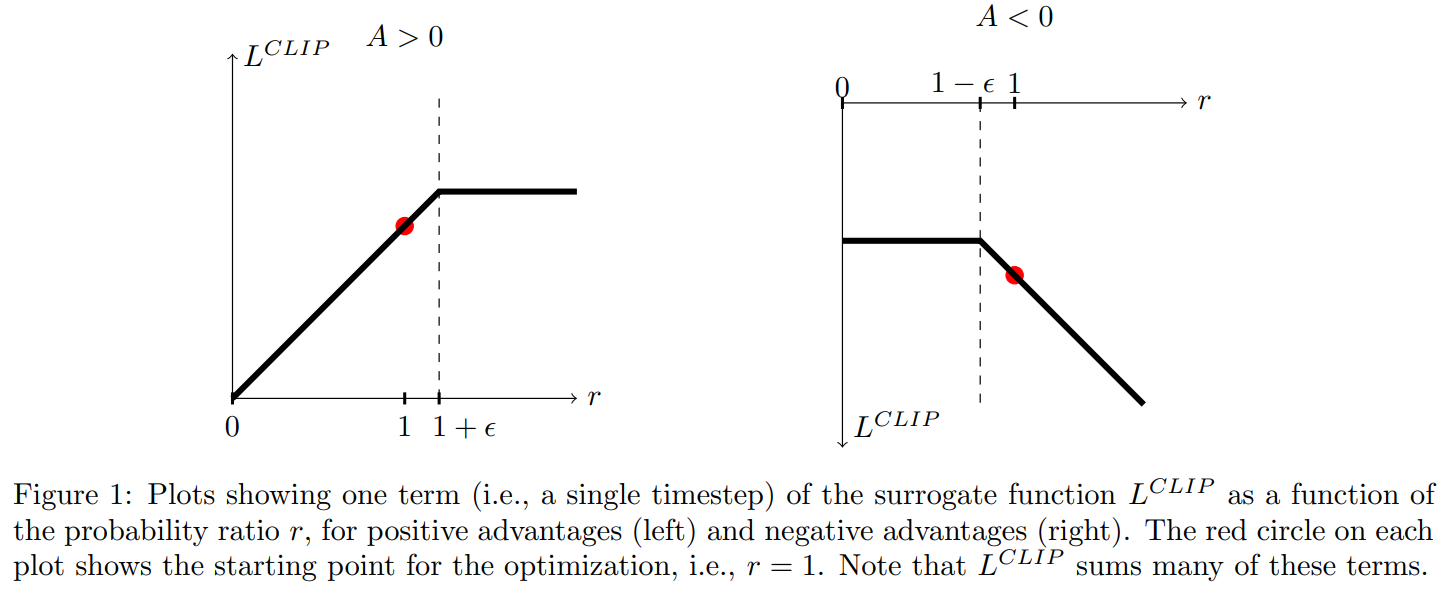 A < 0
L^{CLIP} A > 0
0 1 − ϵ 1 r
r
0 1 1 + ϵ
L^{CLIP}
Figure 1: Plots showing one term (i.e., a single timestep) of the surrogate function L^{CLIP} as a function of
the probability ratio r, for positive advantages (left) and negative advantages (right). The red circle on each
plot shows the starting point for the optimization, i.e., r = 1. Note that L^{CLIP} sums many of these terms.